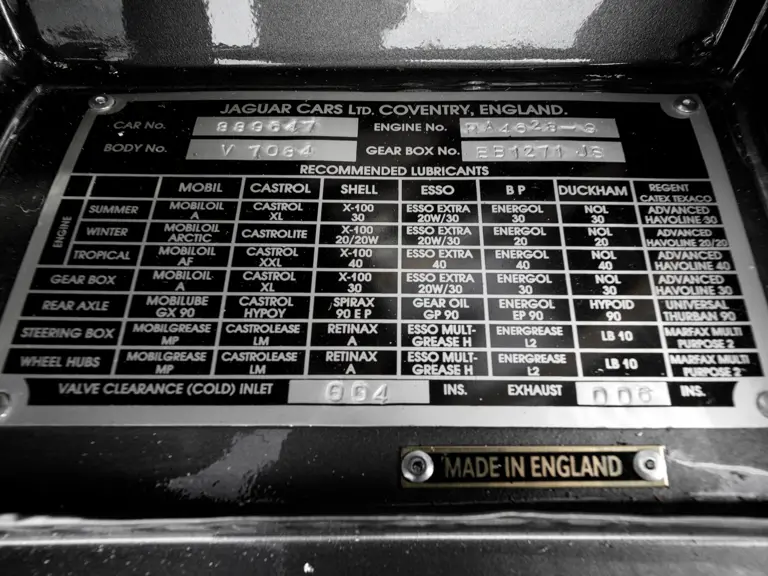 JAGUAR CARS LTD. COVENTRY, ENGLAND.
CAR No. 889647 ENGINE No. RA4628-9
BODY No. V 7084 GEAR BOX No. EB1271 JS
RECOMMENDED LUBRICANTS
MOBIL CASTROL SHELL ESSO B P DUCKHAM REGENT CATEX TEXACO
ENGINE
SUMMER MOBILOIL A CASTROL XL X-100 30 ESSO EXTRA 20W/30 ENERGOL 30 NOL 30 ADVANCED HAVOLINE 30
WINTER MOBILOIL ARCTIC CASTROLITE X-100 20/20W ESSO EXTRA 20W/30 ENERGOL 20 NOL 20 ADVANCED HAVOLINE 20/20
TROPICAL MOBILOIL AF CASTROL XXL X-100 40 ESSO EXTRA 40 ENERGOL 40 NOL 40 ADVANCED HAVOLINE 40
GEAR BOX MOBILOIL A CASTROL XL X-100 30 ESSO EXTRA 20W/30 ENERGOL 30 NOL 30 ADVANCED HAVOLINE 30
REAR AXLE MOBILUBE GX 90 CASTROL HYPOY SPIRAX 90 E P GEAR OIL GP 90 ENERGOL EP 90 HYPOID 90 UNIVERSAL THURBAN 90
STEERING BOX MOBILGREASE MP CASTROLEASE LM RETINAX A ESSO MULT- GREASE H ENERGREASE L2 LB 10 MARFAX MULTI PURPOSE 2
WHEEL HUBS MOBILGREASE MP CASTROLEASE LM RETINAX A ESSO MULT- GREASE H ENERGREASE L2 LB 10 MARFAX MULTI PURPOSE 2
VALVE CLEARANCE (COLD) INLET 004 INS. EXHAUST 006 INS.
MADE IN ENGLAND